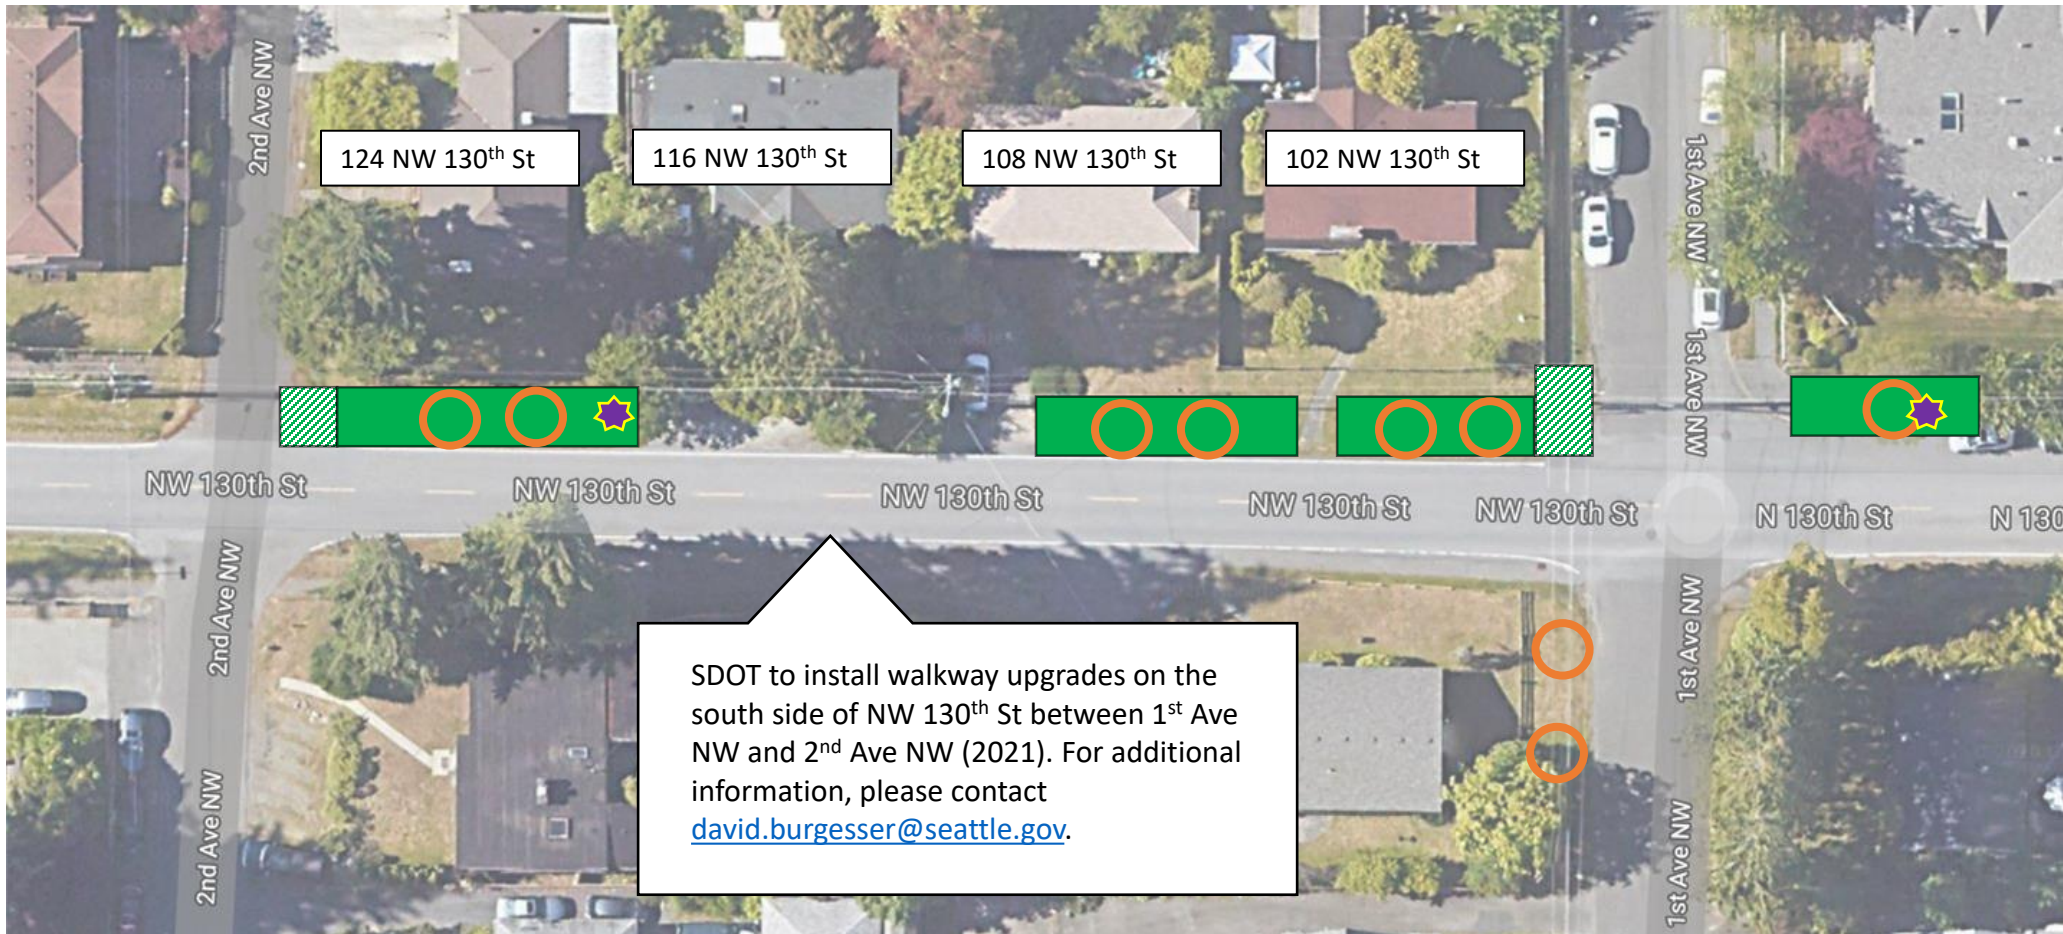 2nd Ave NW
124 NW 130th St
116 NW 130th St
108 NW 130th St
102 NW 130th St
1st Ave NW
1st Ave NW
NW 130th St
NW 130th St
NW 130th St
NW 130th St
NW 130th St
N 130th St
N 130
2nd Ave NW
1st Ave NW
SDOT to install walkway upgrades on the
south side of NW 130th St between 1st Ave
NW and 2nd Ave NW (2021). For additional
information, please contact
david.burgesser@seattle.gov.
2nd Ave NW
1st Ave NW